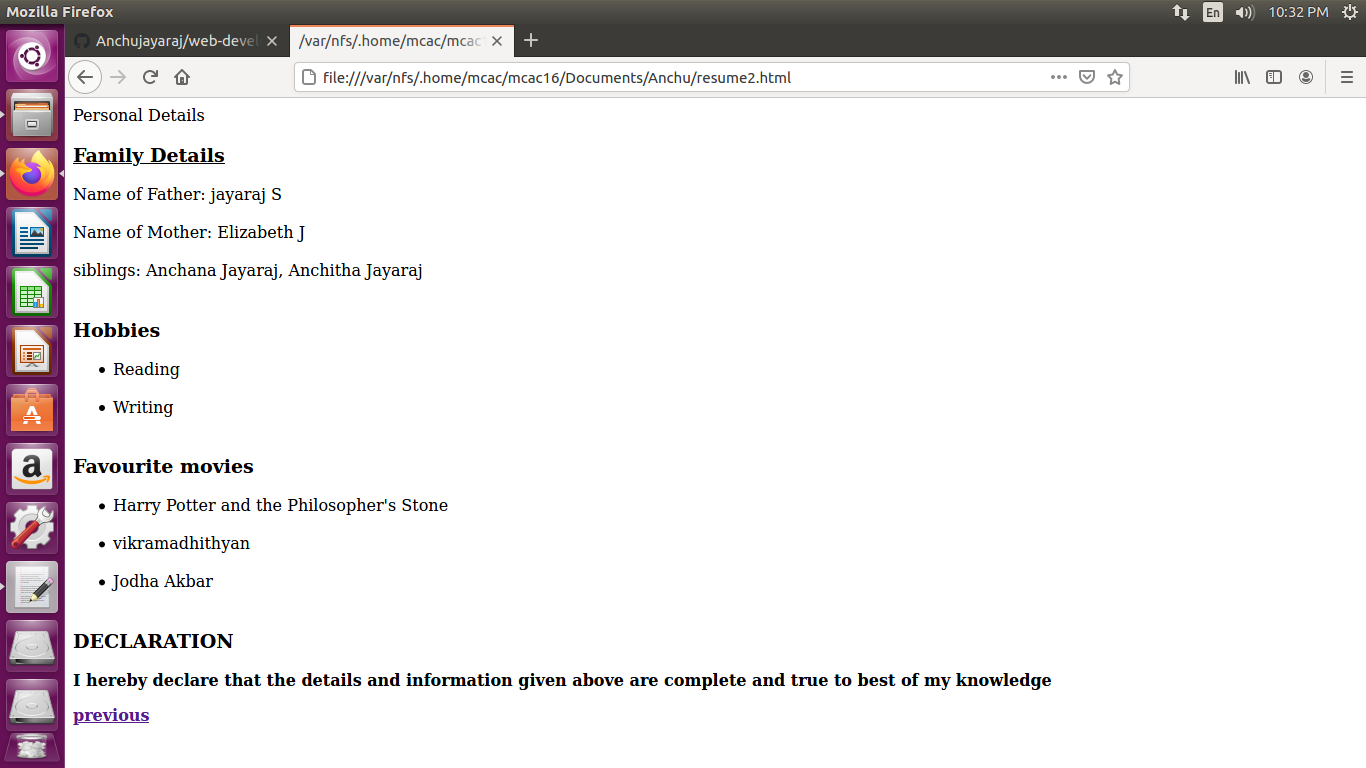 Mozilla Firefox
En
10:32 PM
Anchujayaraj/web-devel
/var/nfs/.home/mcac/mcac
file:///var/nfs/.home/mcac/mcac16/Documents/Anchu/resume2.html
Personal Details
Family Details
Name of Father: jayaraj S
Name of Mother: Elizabeth J
siblings: Anchana Jayaraj, Anchitha Jayaraj
Hobbies
• Reading
• Writing
Favourite movies
• Harry Potter and the Philosopher's Stone
• vikramadhithyan
• Jodha Akbar
DECLARATION
I hereby declare that the details and information given above are complete and true to best of my knowledge
previous